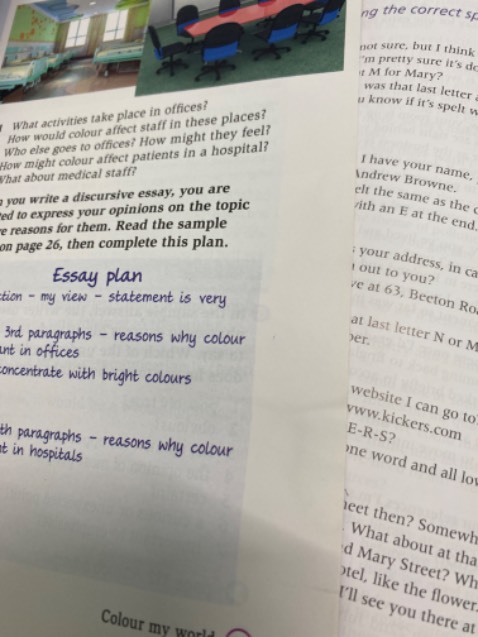 What activities take place in offices?
How would colour affect staff in these places?
Who else goes to offices? How might they feel?
How might colour affect patients in a hospital?
What about medical staff?
you write a discursive essay, you are
ted to express your opinions on the topic
e reasons for them. Read the sample
on page 26, then complete this plan.
Essay plan
ction – my view – statement is very
3rd paragraphs – reasons why colour
ant in offices
concentrate with bright colours
th paragraphs – reasons why colour
nt in hospitals
Colour my world
ng the correct sp
not sure, but I think
'm pretty sure it's do
t M for Mary?
was that last letter
u know if it's spelt w
I have your name,
Andrew Browne.
elt the same as the c
with an E at the end.
your address, in ca
out to you?
ve at 63, Beeton Ro
at last letter N or M
per.
website I can go to
www.kickers.com
E-R-S?
one word and all lo
neet then? Somewh
What about at tha
d Mary Street? Wh
otel, like the flower.
I'll see you there at